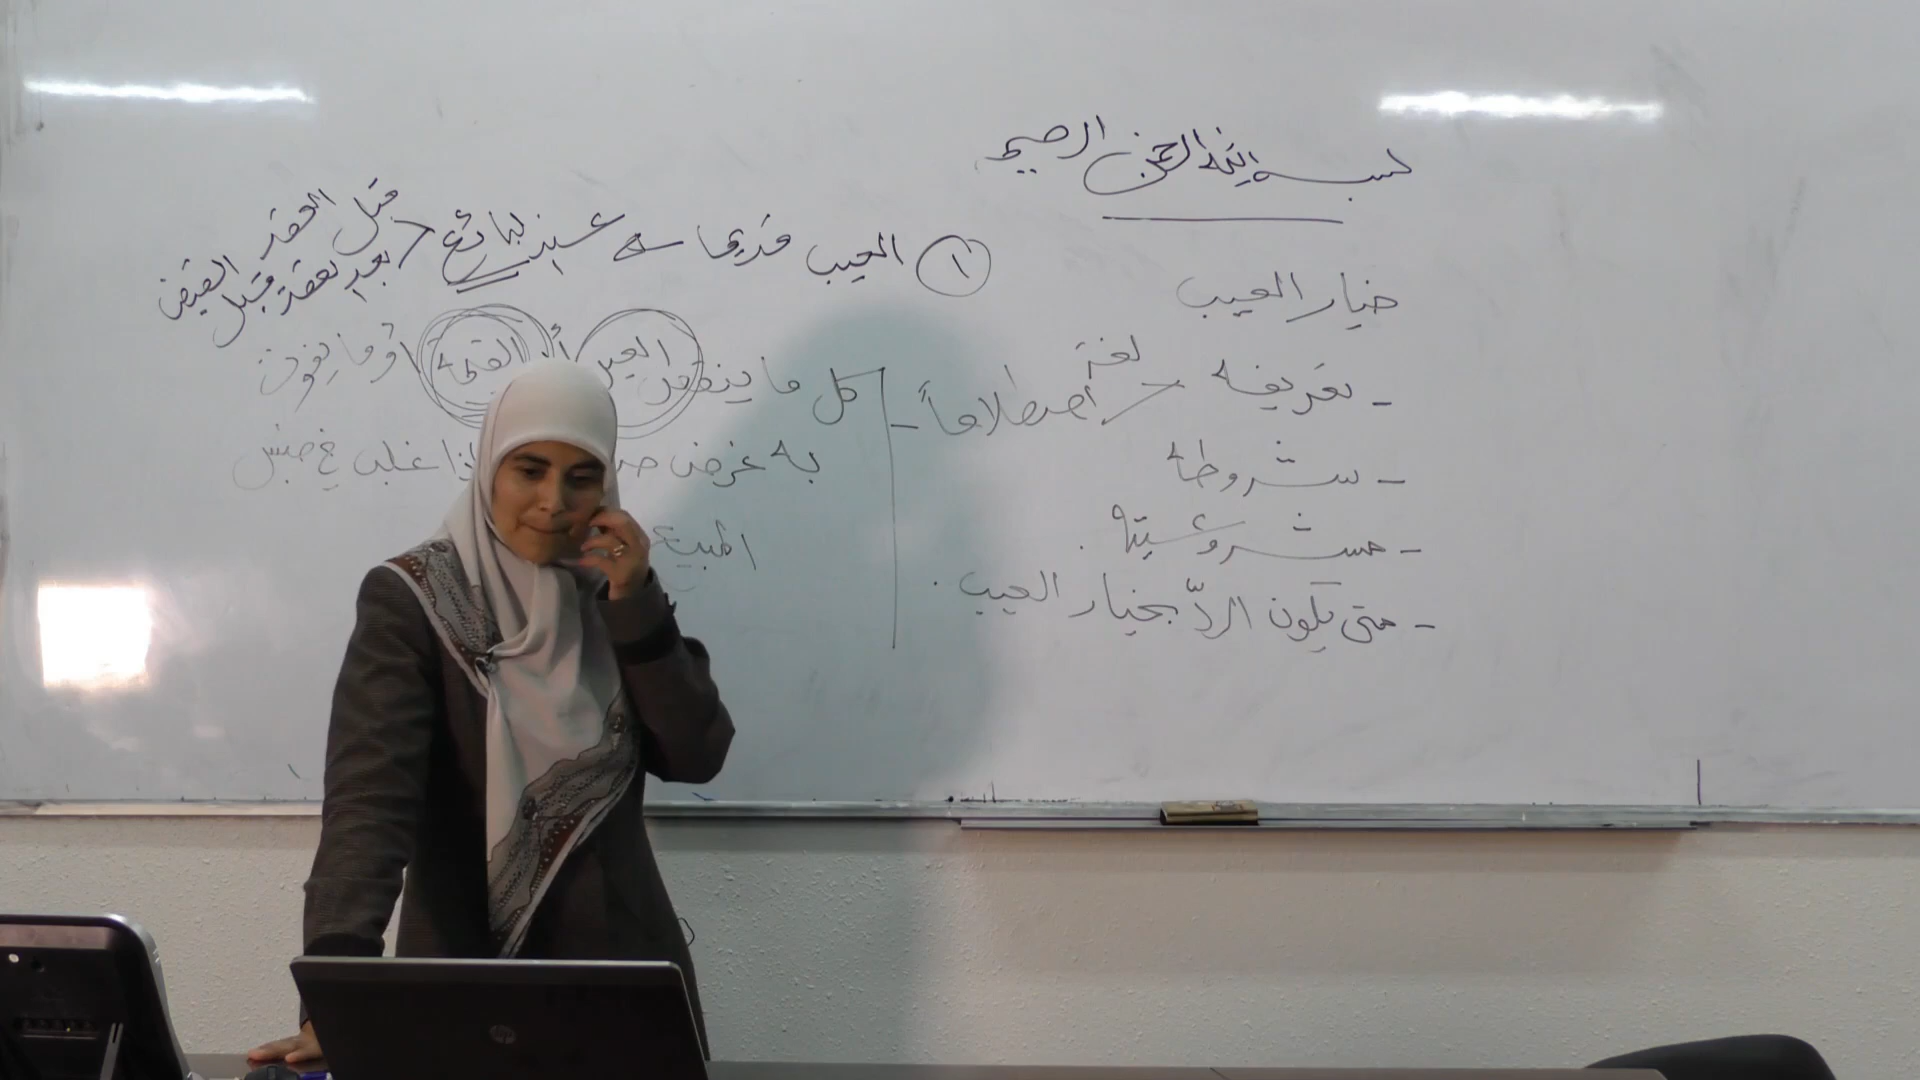 بسم الله الرحمن الرحيم
خيار العيب
- تعريفه < لغة
اصطلاحاً -
- شروطه
- مشروعيته .
- متى يكون الردّ بخيار العيب .
١ العيب قديما عند البائع < قبل العقد
بعد العقد وقبل القبض
كل ما ينقص العين أو القيمة أو ما يفوت
به غرض إذا غلب في جنس
المبيع